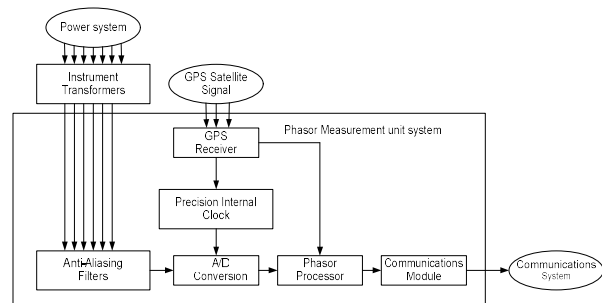 Power system
Instrument
Transformers
GPS Satellite
Signal
GPS
Receiver
Phasor Measurement unit system
Precision Internal
Clock
Anti-Aliasing
Filters
A/D
Conversion
Phasor
Processor
Communications
Module
Communications
System